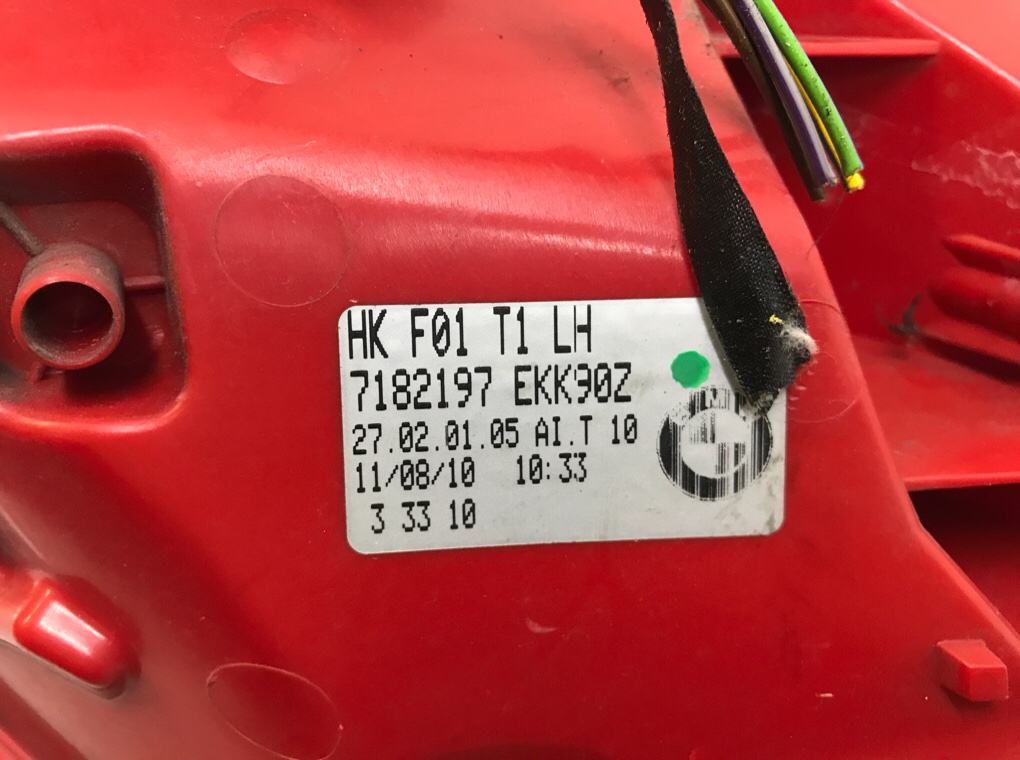 HK F01 T1 LH
7182197 EKK90Z
27.02.01.05 AI.T 10
11/08/10 10:33
3 33 10